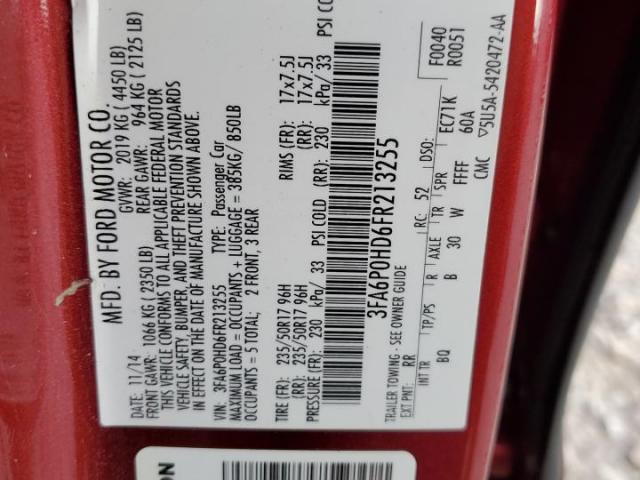 MFD. BY FORD MOTOR CO.
DATE: 11/14 GVWR: 2019 KG ( 4450 LB)
FRONT GAWR: 1066 KG ( 2350 LB) REAR GAWR: 964 KG ( 2125 LB)
THIS VEHICLE CONFORMS TO ALL APPLICABLE FEDERAL MOTOR
VEHICLE SAFETY, BUMPER, AND THEFT PREVENTION STANDARDS
IN EFFECT ON THE DATE OF MANUFACTURE SHOWN ABOVE.
VIN: 3FA6P0HD6FR213255 TYPE: Passenger Car
MAXIMUM LOAD = OCCUPANTS + LUGGAGE = 385KG/ 850LB
OCCUPANTS = 5 TOTAL: 2 FRONT, 3 REAR
TIRE (FR): 235/50R17 96H RIMS (FR): 17x7.5J
(RR): 235/50R17 96H (RR): 17x7.5J
PRESSURE (FR): 230 kPa/ 33 PSI COLD (RR): 230 kPa/ 33 PSI CO
3FA6P0HD6FR213255
TRAILER TOWING - SEE OWNER GUIDE
EXT PNT: RR RC: 52 DSO: F0040
R0051
INT TR TP/PS R AXLE TR SPR EC71K
BQ B 30 W FFFF 60A
CMC ▽5U5A-5420472-AA
ON